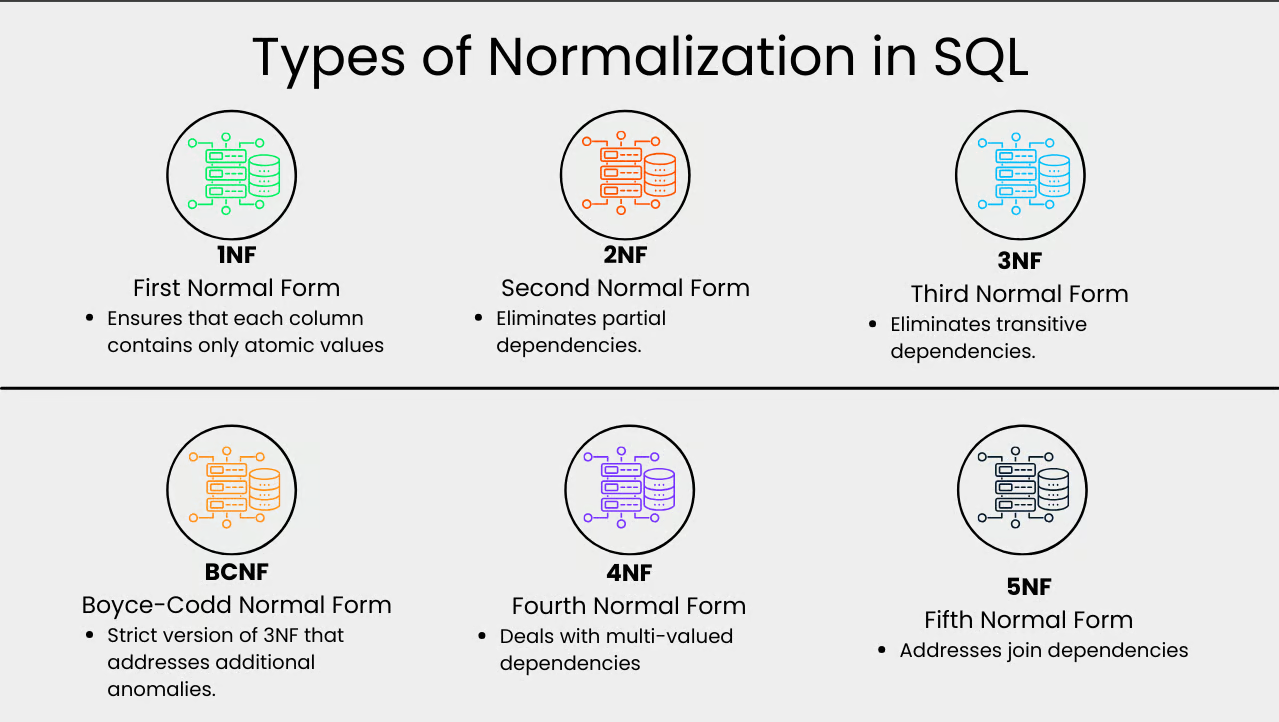 Types of Normalization in SQL
1NF
First Normal Form
• Ensures that each column
contains only atomic values
2NF
Second Normal Form
• Eliminates partial
dependencies.
3NF
Third Normal Form
• Eliminates transitive
dependencies.
BCNF
Boyce-Codd Normal Form
• Strict version of 3NF that
addresses additional
anomalies.
4NF
Fourth Normal Form
• Deals with multi-valued
dependencies
5NF
Fifth Normal Form
• Addresses join dependencies